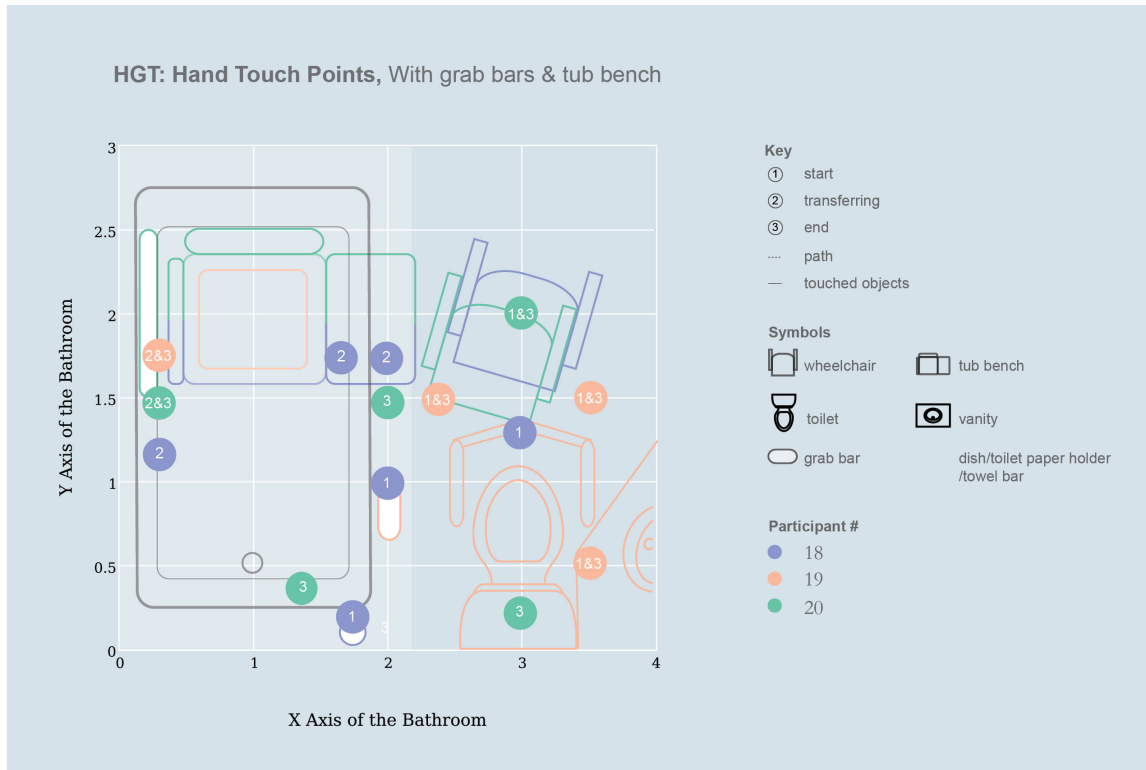 HGT: Hand Touch Points, With grab bars & tub bench
Y Axis of the Bathroom
3
2.5
2
1.5
1
0.5
0
0
1
2
3
4
X Axis of the Bathroom
1&3
2&3
2
2
1&3
1&3
2&3
3
1
2
1
1&3
3
3
1
3
Key
1 start
2 transferring
3 end
path
touched objects
Symbols
wheelchair
tub bench
toilet
vanity
grab bar
dish/toilet paper holder
/towel bar
Participant #
18
19
20